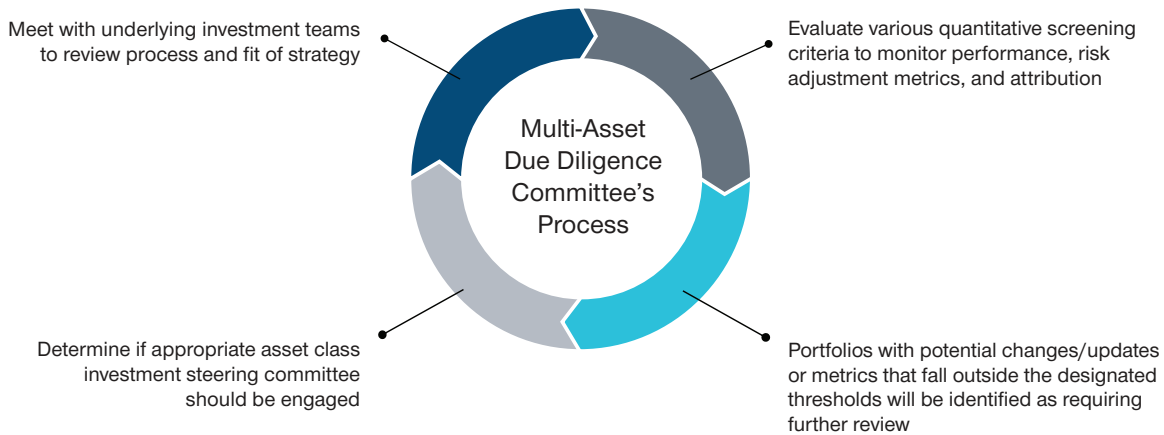 Meet with underlying investment teams
to review process and fit of strategy
Evaluate various quantitative screening
criteria to monitor performance, risk
adjustment metrics, and attribution
Multi-Asset
Due Diligence
Committee’s
Process
Determine if appropriate asset class
investment steering committee
should be engaged
Portfolios with potential changes/updates
or metrics that fall outside the designated
thresholds will be identified as requiring
further review